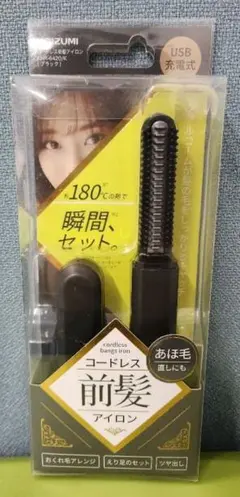 IZUMI
USB
充電式
約180℃の熱で
瞬間、
セット。
あほ毛
直しにも
cordless
bangs iron
コードレス
前髪
アイロン
おくれ毛アレンジ
えり足のセット
ツヤ出し